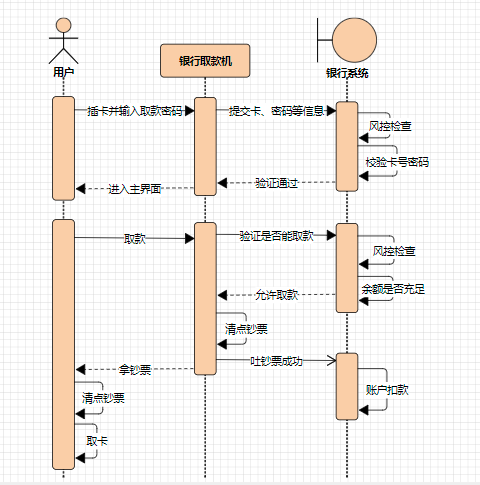 用户
银行取款机
银行系统
插卡并输入取款密码
提交卡、密码等信息
风控检查
校验卡号密码
验证通过
进入主界面
取款
验证是否能取款
风控检查
余额是否充足
允许取款
清点钞票
吐钞票成功
拿钞票
账户扣款
清点钞票
取卡